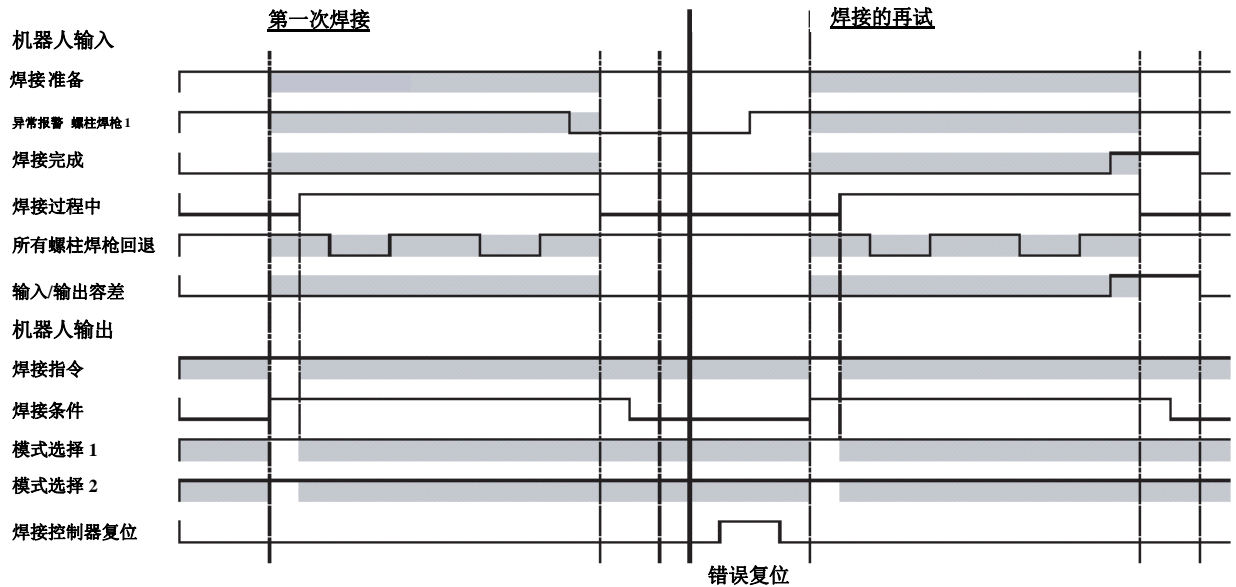 第一次焊接
焊接的再试
机器人输入
焊接准备
异常报警 螺柱焊枪 1
焊接完成
焊接过程中
所有螺柱焊枪回退
输入/输出容差
机器人输出
焊接指令
焊接条件
模式选择 1
模式选择 2
焊接控制器复位
错误复位